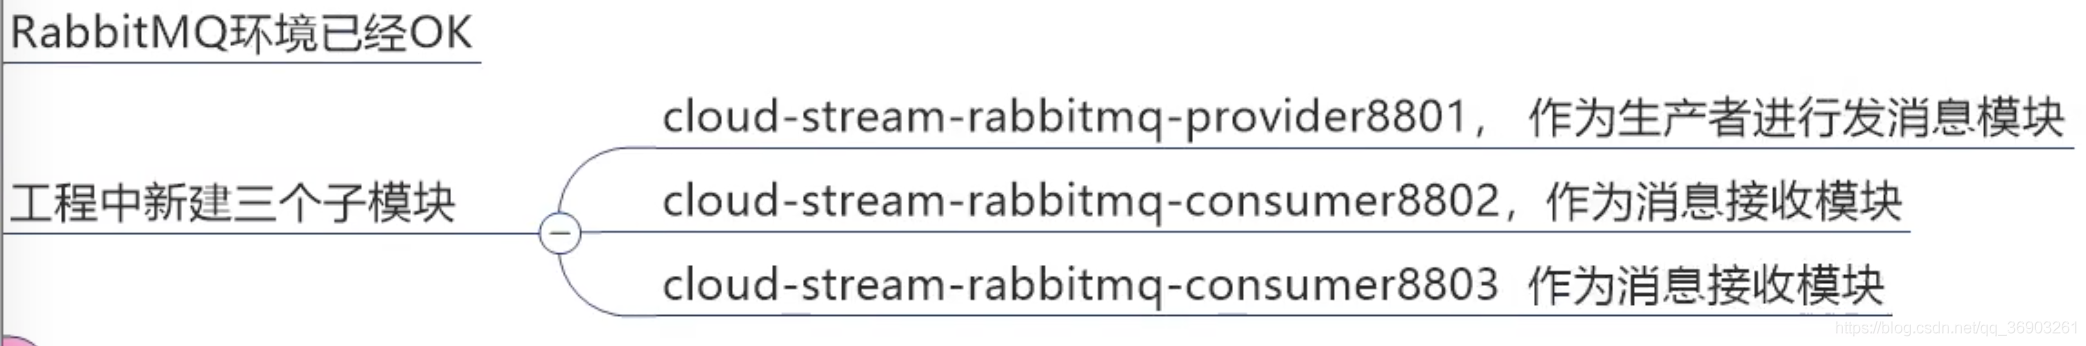 RabbitMQ环境已经OK
cloud-stream-rabbitmq-provider8801， 作为生产者进行发消息模块
工程中新建三个子模块
cloud-stream-rabbitmq-consumer8802，作为消息接收模块
cloud-stream-rabbitmq-consumer8803 作为消息接收模块
https://blog.csdn.net/qq_36903261